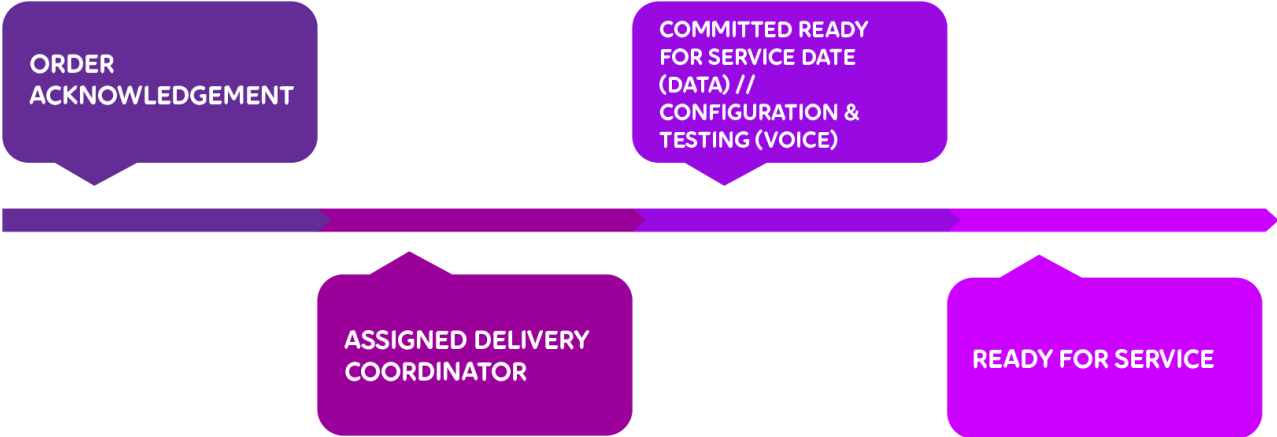 ORDER
ACKNOWLEDGEMENT
ASSIGNED DELIVERY
COORDINATOR
COMMITTED READY
FOR SERVICE DATE
(DATA) //
CONFIGURATION &
TESTING (VOICE)
READY FOR SERVICE